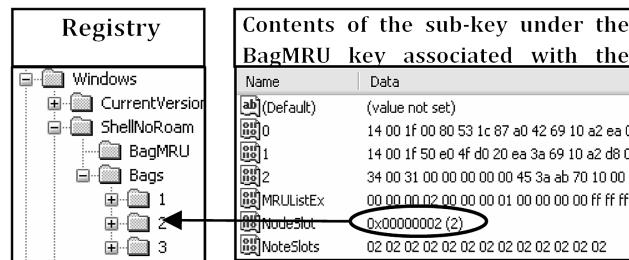 Registry
Contents of the sub-key under the
BagMRU key associated with the
Windows
CurrentVersion
ShellNoRoam
BagMRU
Bags
1
2
3
Name Data
(Default) (value not set)
0 14 00 1f 00 80 53 1c 87 a0 42 69 10 a2 ea 0
1 14 00 1f 50 e0 4f d0 20 ea 3a 69 10 a2 d8 0
2 34 00 31 00 00 00 00 00 45 3a ab 70 10 00
MRUListEx 00 00 00 02 00 00 00 01 00 00 00 00 ff ff ff
NodeSlot 0x00000002 (2)
NoteSlots 02 02 02 02 02 02 02 02 02 02 02 02